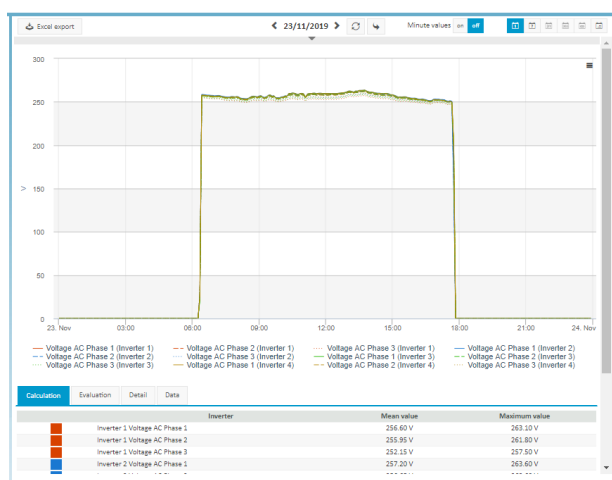 Excel export
23/11/2019
Minute values on off
300
250
200
150
100
50
0
V
23. Nov 03:00 06:00 09:00 12:00 15:00 18:00 21:00 24. Nov
Voltage AC Phase 1 (Inverter 1) Voltage AC Phase 2 (Inverter 1) Voltage AC Phase 3 (Inverter 1) Voltage AC Phase 1 (Inverter 2)
Voltage AC Phase 2 (Inverter 2) Voltage AC Phase 3 (Inverter 2) Voltage AC Phase 1 (Inverter 3) Voltage AC Phase 2 (Inverter 3)
Voltage AC Phase 3 (Inverter 3) Voltage AC Phase 1 (Inverter 4) Voltage AC Phase 2 (Inverter 4) Voltage AC Phase 3 (Inverter 4)
Calculation Evaluation Detail Data
Inverter Mean value Maximum value
Inverter 1 Voltage AC Phase 1 256.60 V 263.10 V
Inverter 1 Voltage AC Phase 2 255.95 V 261.80 V
Inverter 1 Voltage AC Phase 3 252.15 V 257.50 V
Inverter 2 Voltage AC Phase 1 257.20 V 263.60 V